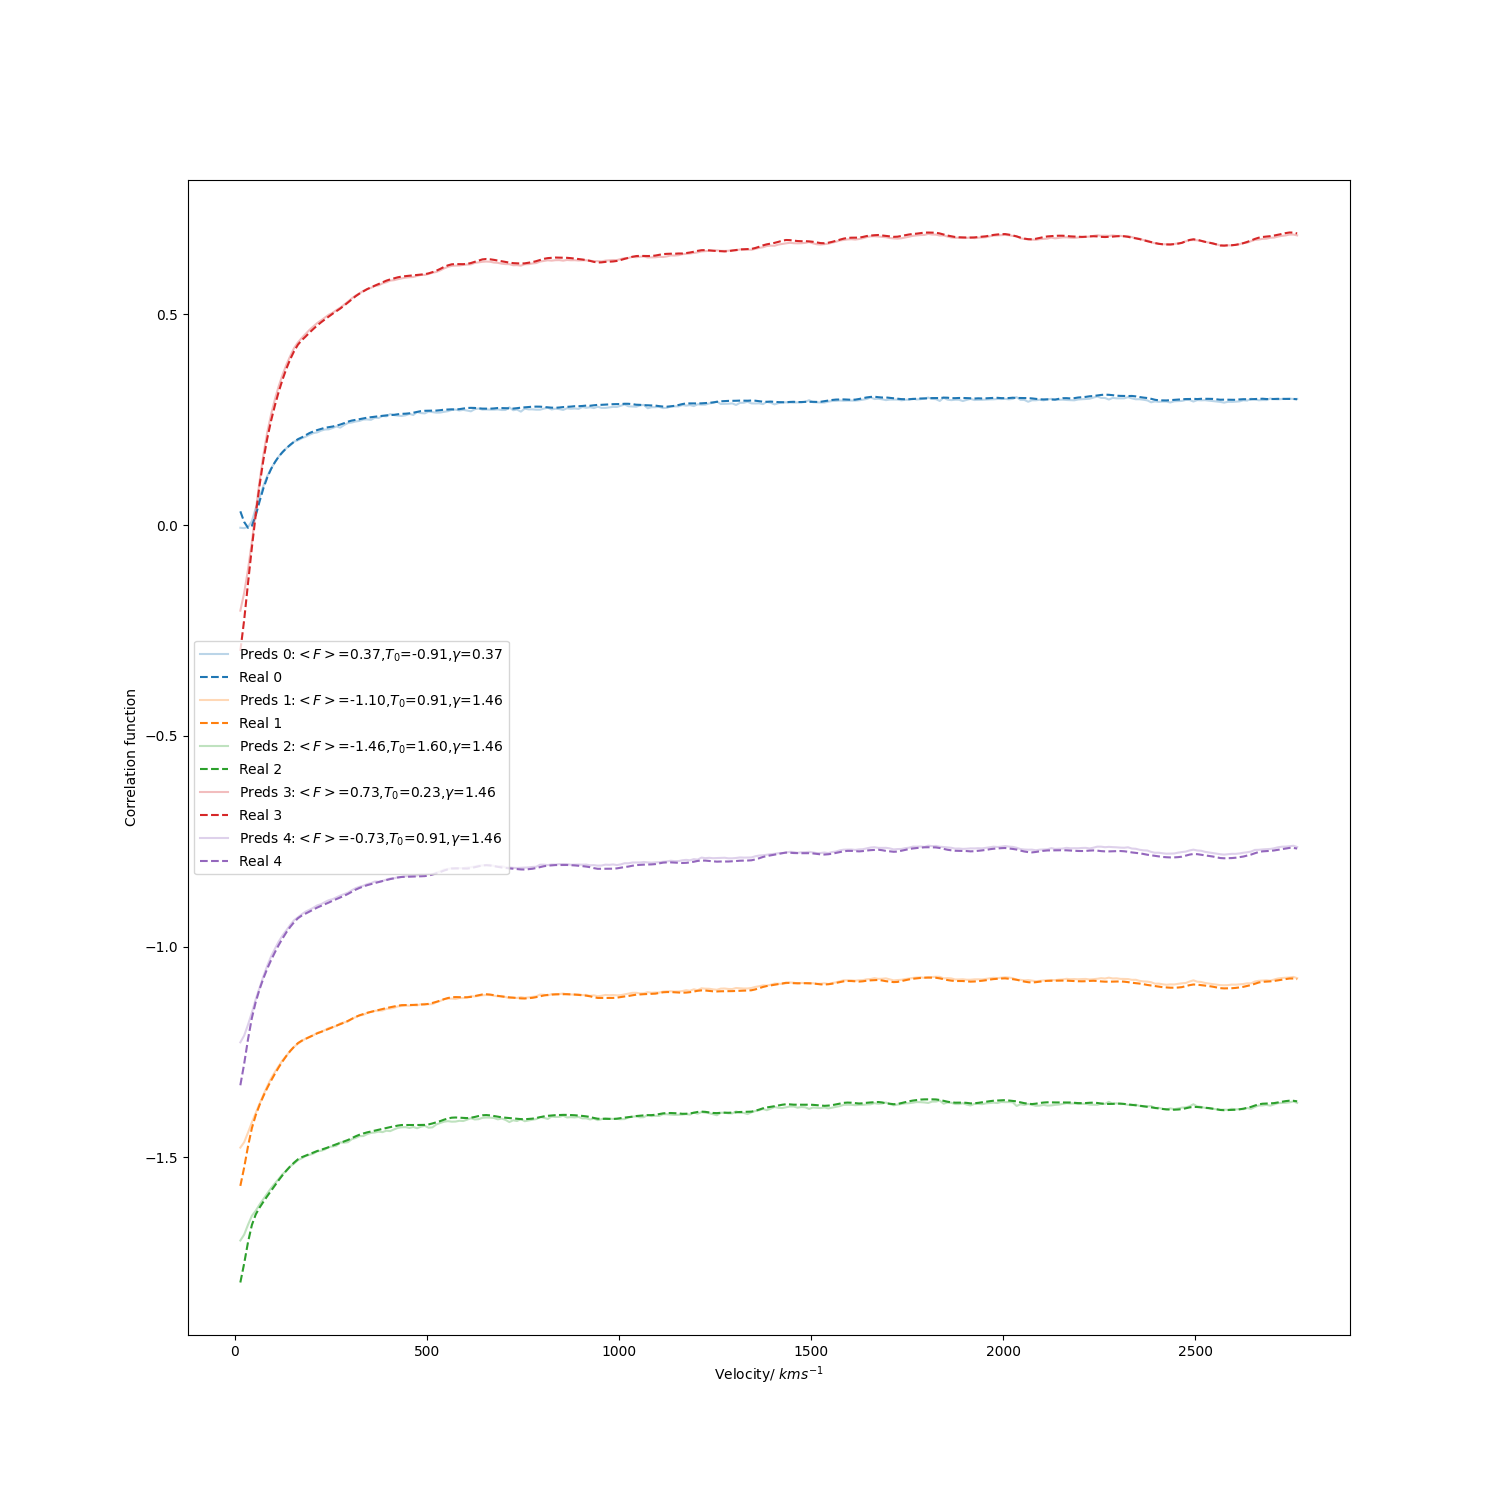 0.5
0.0
−0.5
−1.0
−1.5
Correlation function
Preds 0: <F>=0.37,T₀=-0.91,γ=0.37
Real 0
Preds 1: <F>=-1.10,T₀=0.91,γ=1.46
Real 1
Preds 2: <F>=-1.46,T₀=1.60,γ=1.46
Real 2
Preds 3: <F>=0.73,T₀=0.23,γ=1.46
Real 3
Preds 4: <F>=-0.73,T₀=0.91,γ=1.46
Real 4
0 500 1000 1500 2000 2500
Velocity/ kms⁻¹